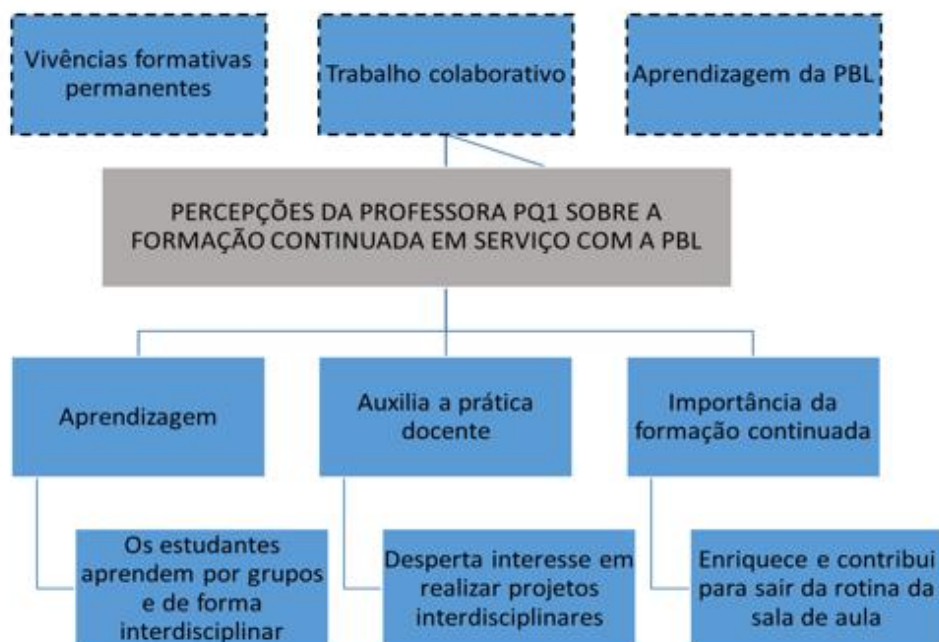 Vivências formativas
permanentes
Trabalho colaborativo
Aprendizagem da PBL
PERCEPÇÕES DA PROFESSORA PQ1 SOBRE A
FORMAÇÃO CONTINUADA EM SERVIÇO COM A PBL
Aprendizagem
Auxilia a prática
docente
Importância da
formação continuada
Os estudantes
aprendem por grupos
e de forma
interdisciplinar
Desperta interesse em
realizar projetos
interdisciplinares
Enriquece e contribui
para sair da rotina da
sala de aula